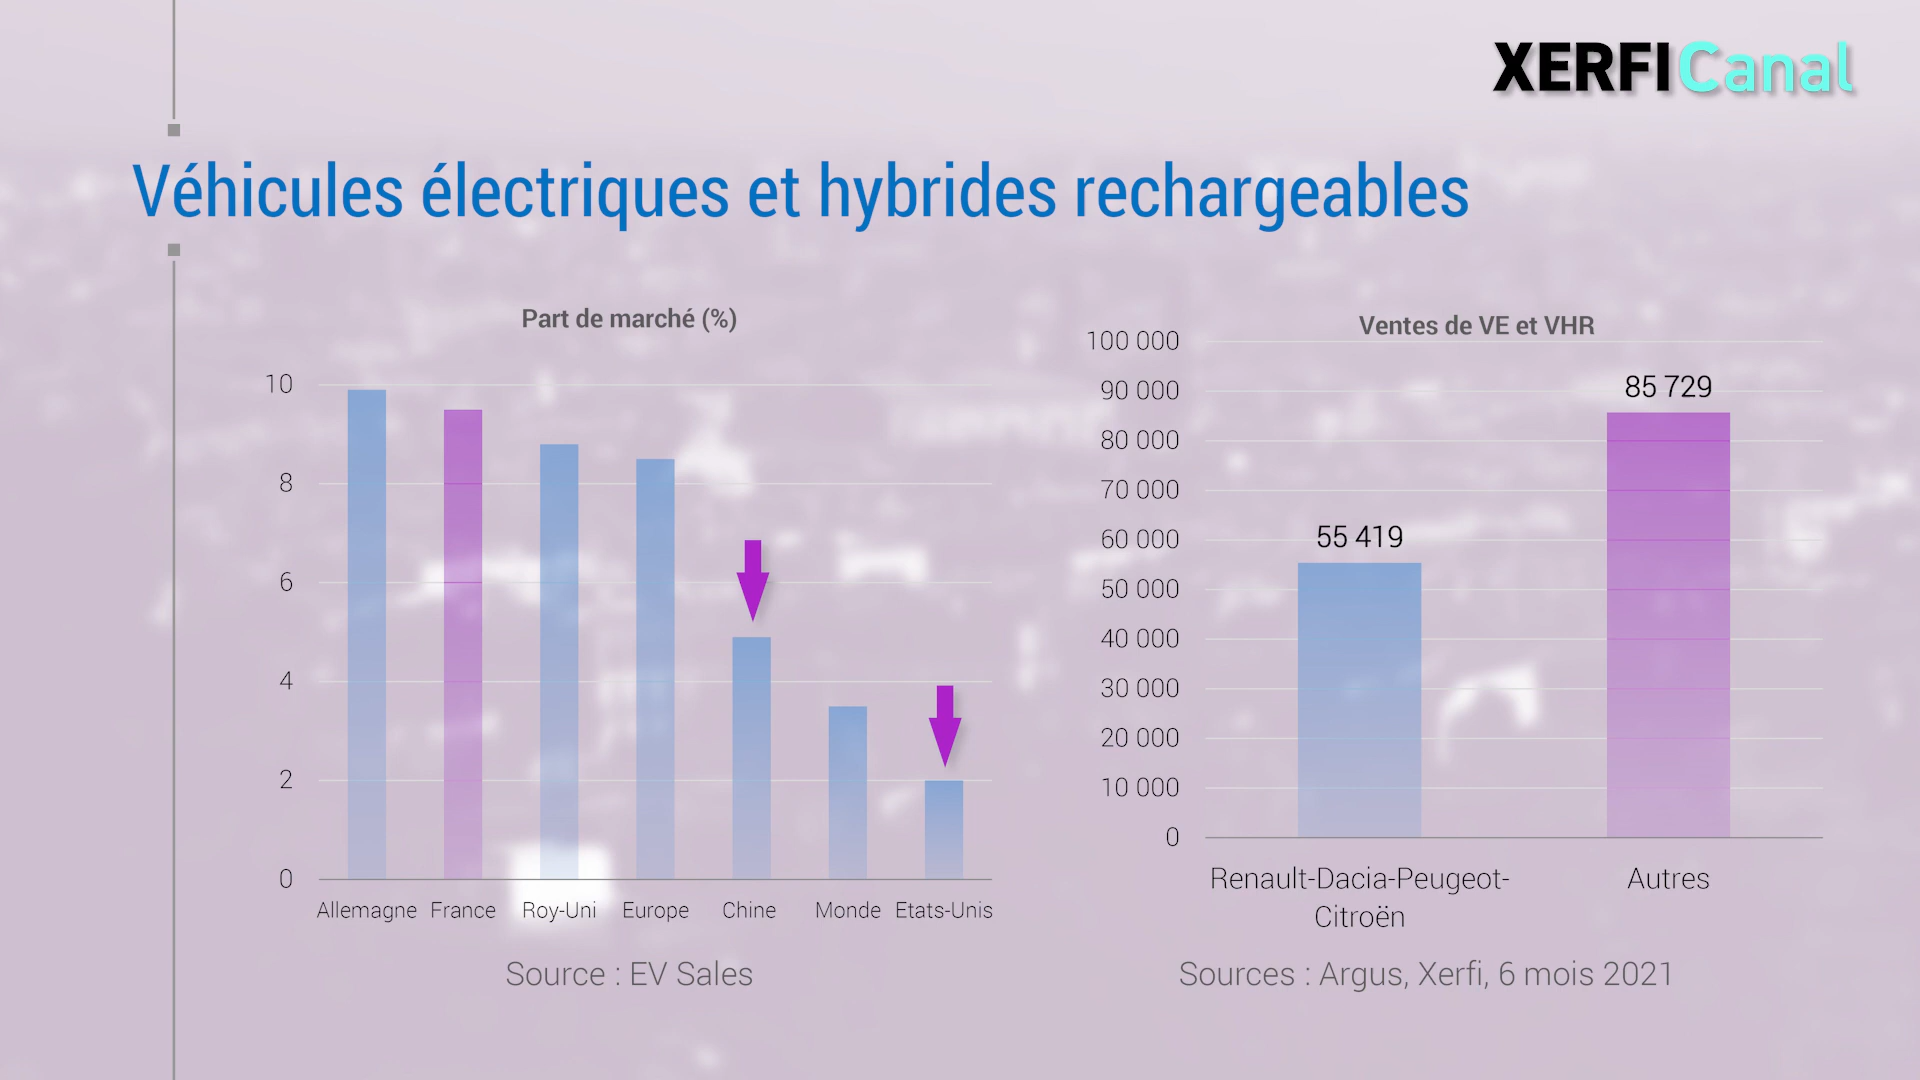 XERFI Canal
Véhicules électriques et hybrides rechargeables
Part de marché (%)
10
8
6
4
2
0
Allemagne France Roy-Uni Europe Chine Monde Etats-Unis
Source : EV Sales
Ventes de VE et VHR
100 000
90 000
80 000
70 000
60 000
50 000
40 000
30 000
20 000
10 000
0
55 419
85 729
Renault-Dacia-Peugeot-
Citroën
Autres
Sources : Argus, Xerfi, 6 mois 2021